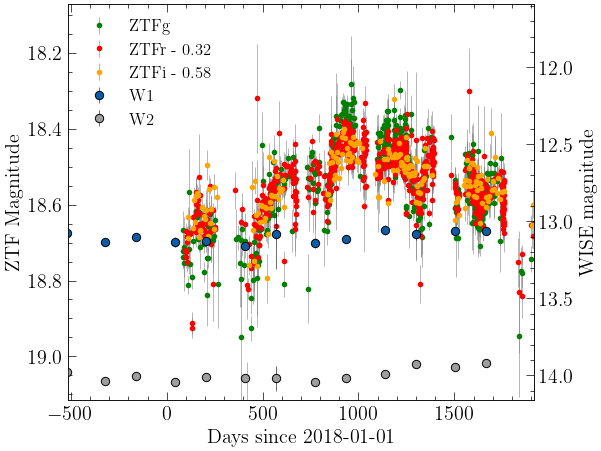 ZTFg
ZTFr - 0.32
ZTFi - 0.58
W1
W2
18.2
18.4
18.6
18.8
19.0
ZTF Magnitude
12.0
12.5
13.0
13.5
14.0
WISE magnitude
−500
0
500
1000
1500
Days since 2018-01-01